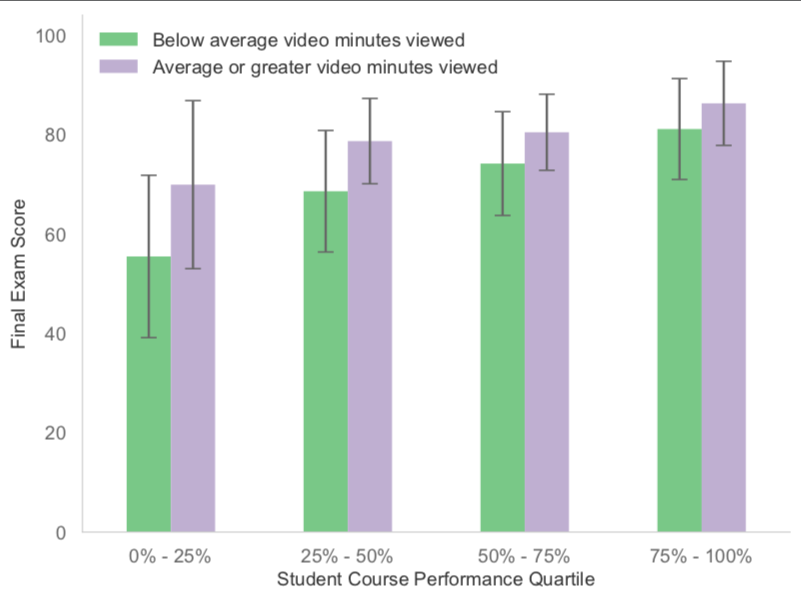 100
Below average video minutes viewed
Average or greater video minutes viewed
80
60
40
20
0
Final Exam Score
0% - 25%
25% - 50%
50% - 75%
75% - 100%
Student Course Performance Quartile